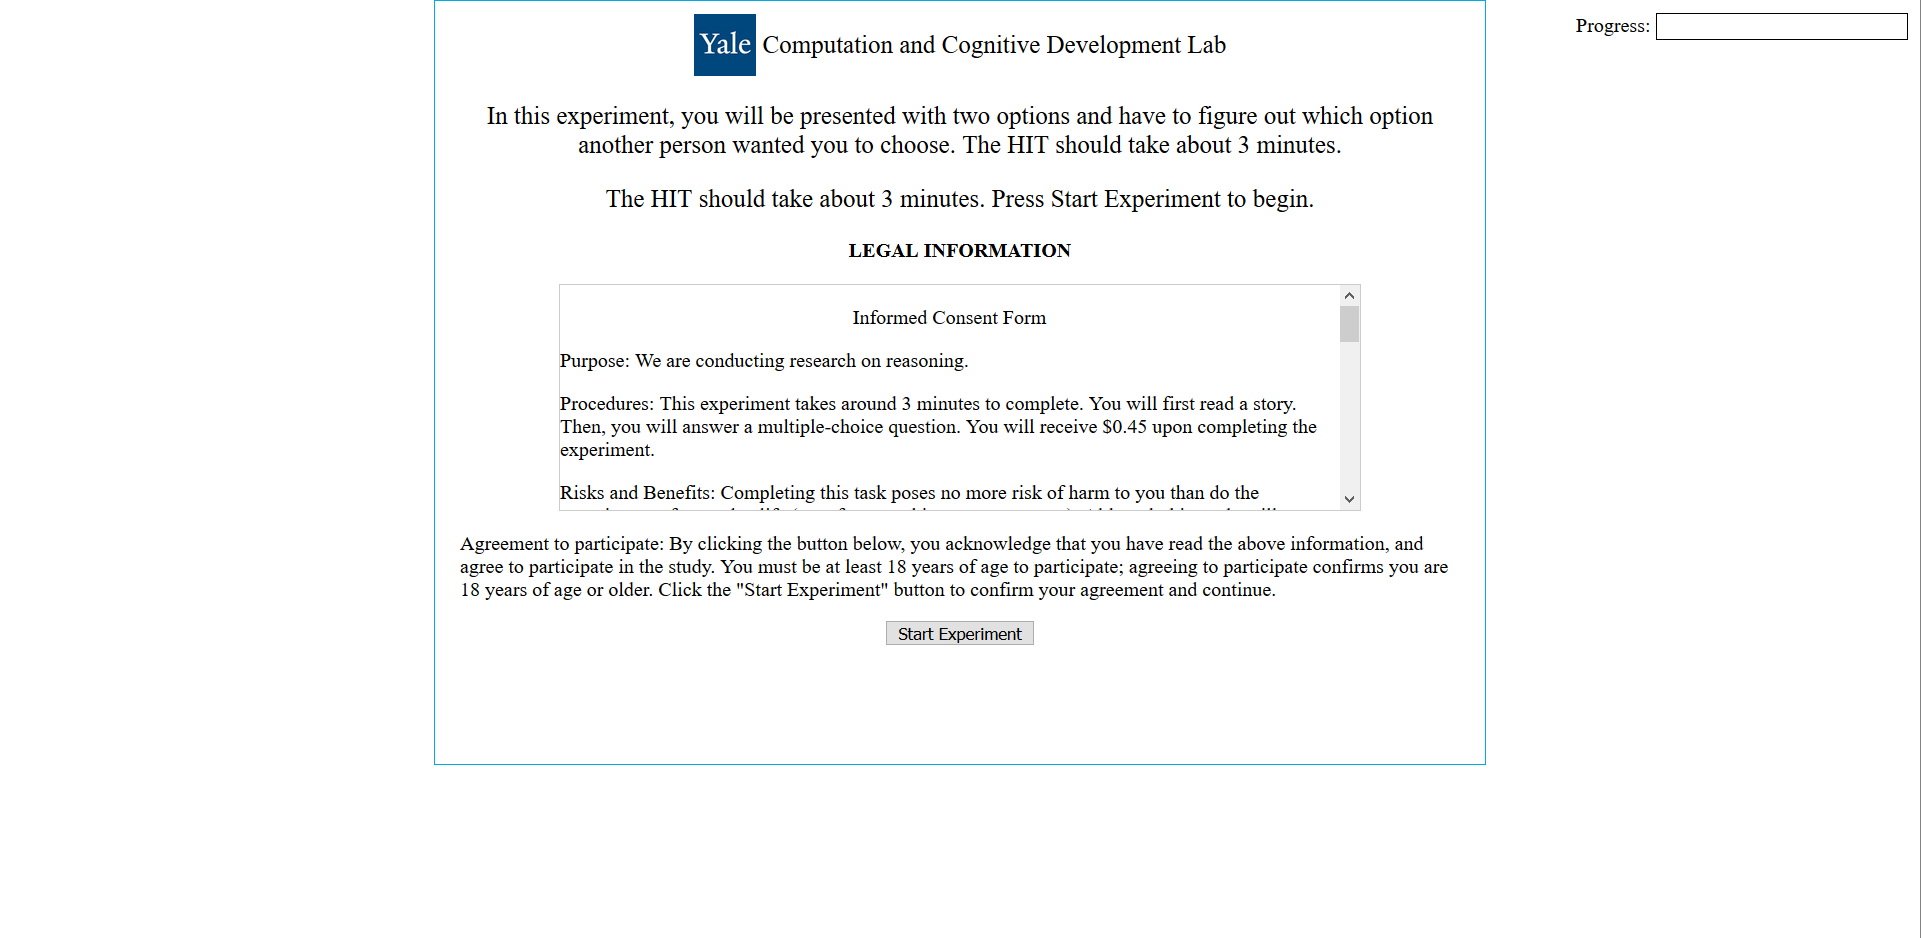 Yale Computation and Cognitive Development Lab
Progress:
In this experiment, you will be presented with two options and have to figure out which option
another person wanted you to choose. The HIT should take about 3 minutes.
The HIT should take about 3 minutes. Press Start Experiment to begin.
LEGAL INFORMATION
Informed Consent Form
Purpose: We are conducting research on reasoning.
Procedures: This experiment takes around 3 minutes to complete. You will first read a story.
Then, you will answer a multiple-choice question. You will receive $0.45 upon completing the
experiment.
Risks and Benefits: Completing this task poses no more risk of harm to you than do the
Agreement to participate: By clicking the button below, you acknowledge that you have read the above information, and
agree to participate in the study. You must be at least 18 years of age to participate; agreeing to participate confirms you are
18 years of age or older. Click the "Start Experiment" button to confirm your agreement and continue.
Start Experiment